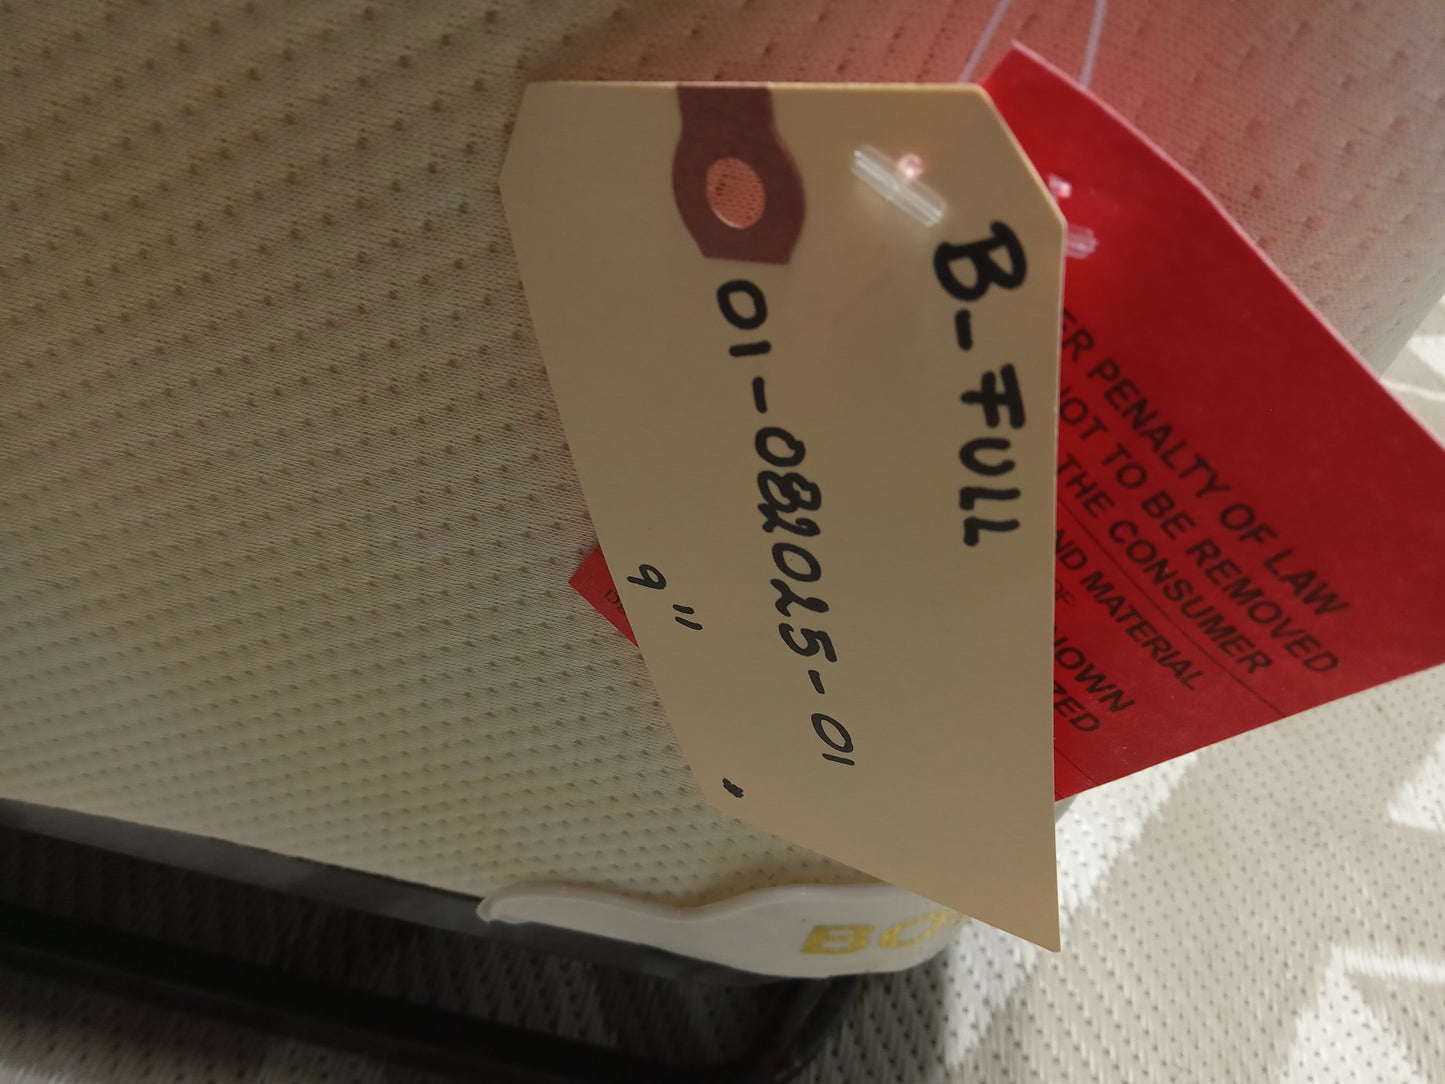 B-FULL
01-082025-01
9"
ER PENALTY OF LAW
NOT TO BE REMOVED
THE CONSUMER
ND MATERIAL
OF
ZED
BO